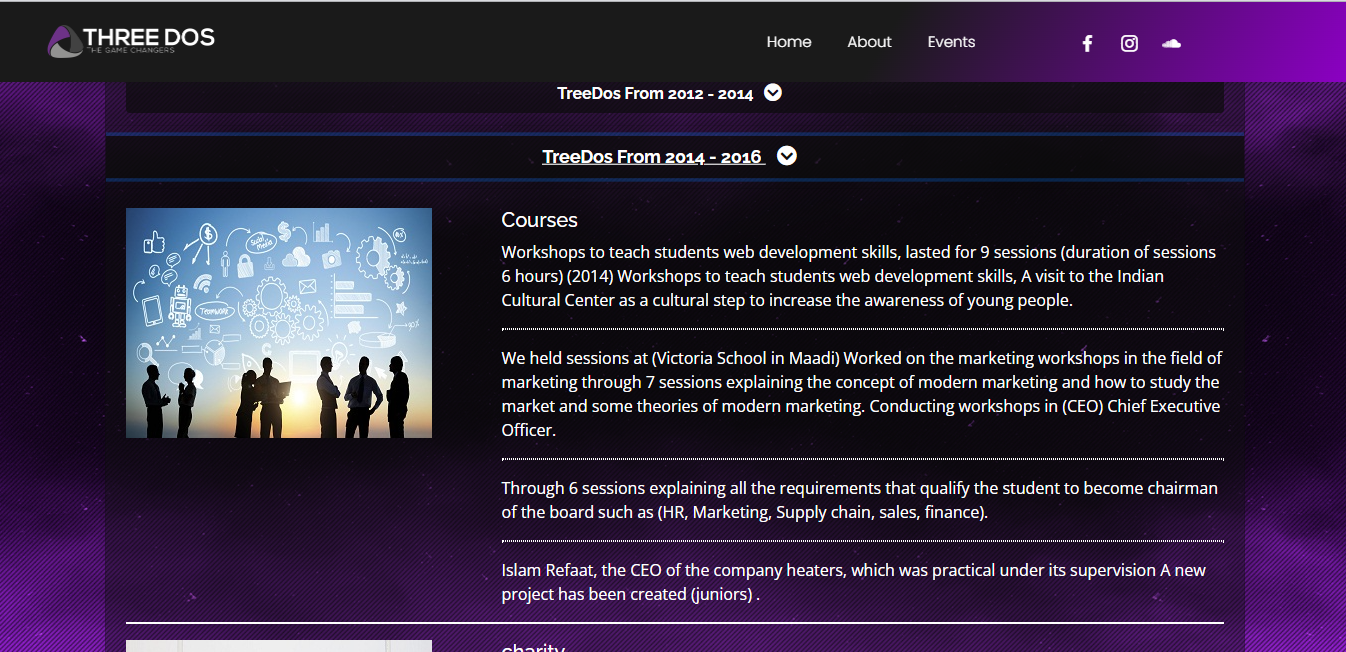 THREE DOS
THE GAME CHANGERS
Home
About
Events
TreeDos From 2012 - 2014
TreeDos From 2014 - 2016
Social Media
Teamwork
Courses
Workshops to teach students web development skills, lasted for 9 sessions (duration of sessions
6 hours) (2014) Workshops to teach students web development skills, A visit to the Indian
Cultural Center as a cultural step to increase the awareness of young people.
We held sessions at (Victoria School in Maadi) Worked on the marketing workshops in the field of
marketing through 7 sessions explaining the concept of modern marketing and how to study the
market and some theories of modern marketing. Conducting workshops in (CEO) Chief Executive
Officer.
Through 6 sessions explaining all the requirements that qualify the student to become chairman
of the board such as (HR, Marketing, Supply chain, sales, finance).
Islam Refaat, the CEO of the company heaters, which was practical under its supervision A new
project has been created (juniors) .
charity